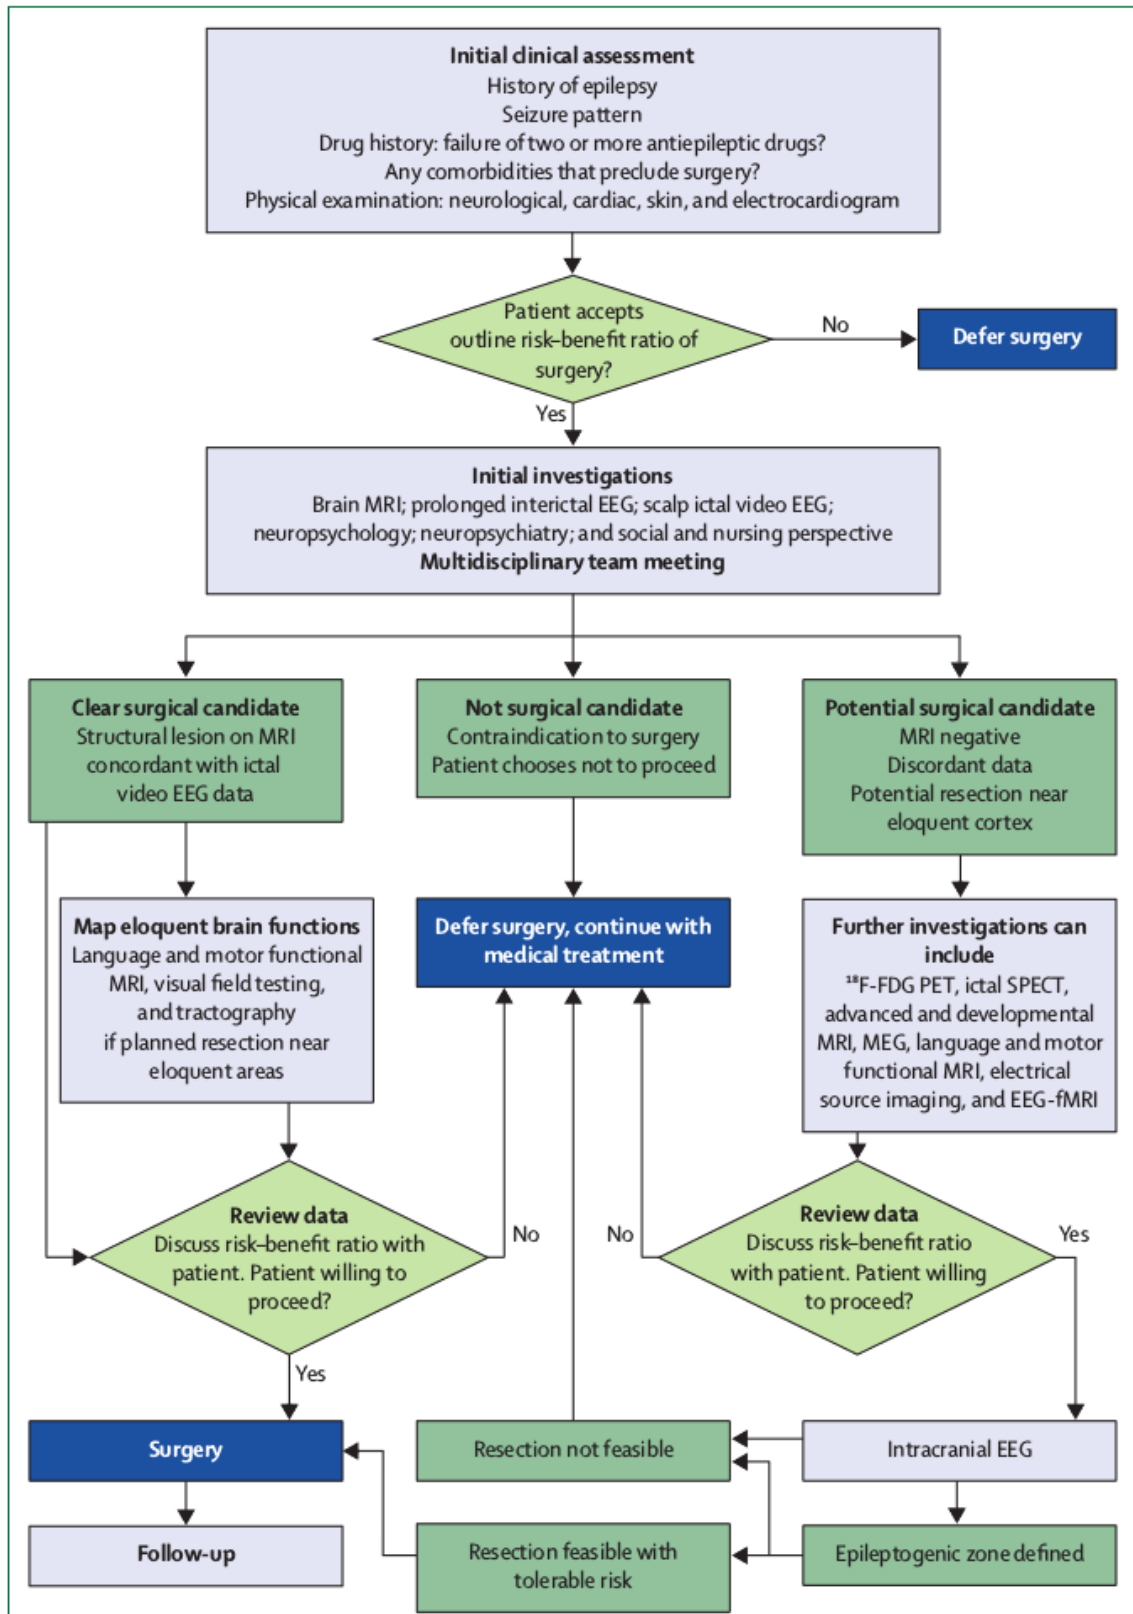 Initial clinical assessment
History of epilepsy
Seizure pattern
Drug history: failure of two or more antiepileptic drugs?
Any comorbidities that preclude surgery?
Physical examination: neurological, cardiac, skin, and electrocardiogram
Patient accepts
outline risk–benefit ratio of
surgery?
No
Defer surgery
Yes
Initial investigations
Brain MRI; prolonged interictal EEG; scalp ictal video EEG;
neuropsychology; neuropsychiatry; and social and nursing perspective
Multidisciplinary team meeting
Clear surgical candidate
Structural lesion on MRI
concordant with ictal
video EEG data
Not surgical candidate
Contraindication to surgery
Patient chooses not to proceed
Potential surgical candidate
MRI negative
Discordant data
Potential resection near
eloquent cortex
Map eloquent brain functions
Language and motor functional
MRI, visual field testing,
and tractography
if planned resection near
eloquent areas
Defer surgery, continue with
medical treatment
Further investigations can
include
¹⁸F-FDG PET, ictal SPECT,
advanced and developmental
MRI, MEG, language and motor
functional MRI, electrical
source imaging, and EEG-fMRI
Review data
Discuss risk–benefit ratio with
patient. Patient willing to
proceed?
No
No
Review data
Discuss risk–benefit ratio
with patient. Patient willing
to proceed?
Yes
Yes
Surgery
Resection not feasible
Intracranial EEG
Follow-up
Resection feasible with
tolerable risk
Epileptogenic zone defined